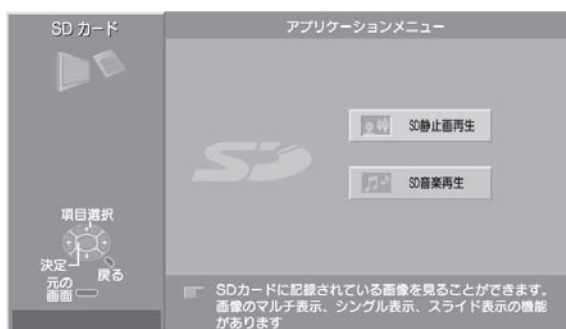 SD カード
アプリケーションメニュー
SD静止画再生
SD音楽再生
項目選択
決定
戻る
元の
画面
SDカードに記録されている画像を見ることができます。
画像のマルチ表示、シングル表示、スライド表示の機能
があります